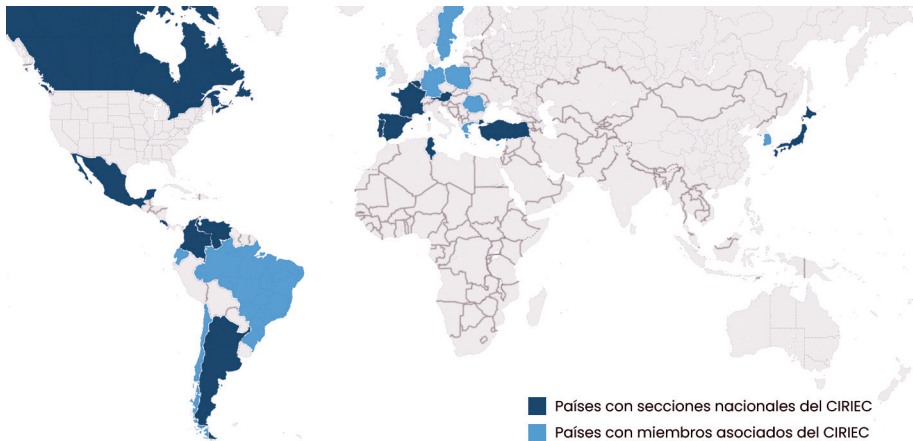 Países con secciones nacionales del CIRIEC
Países con miembros asociados del CIRIEC